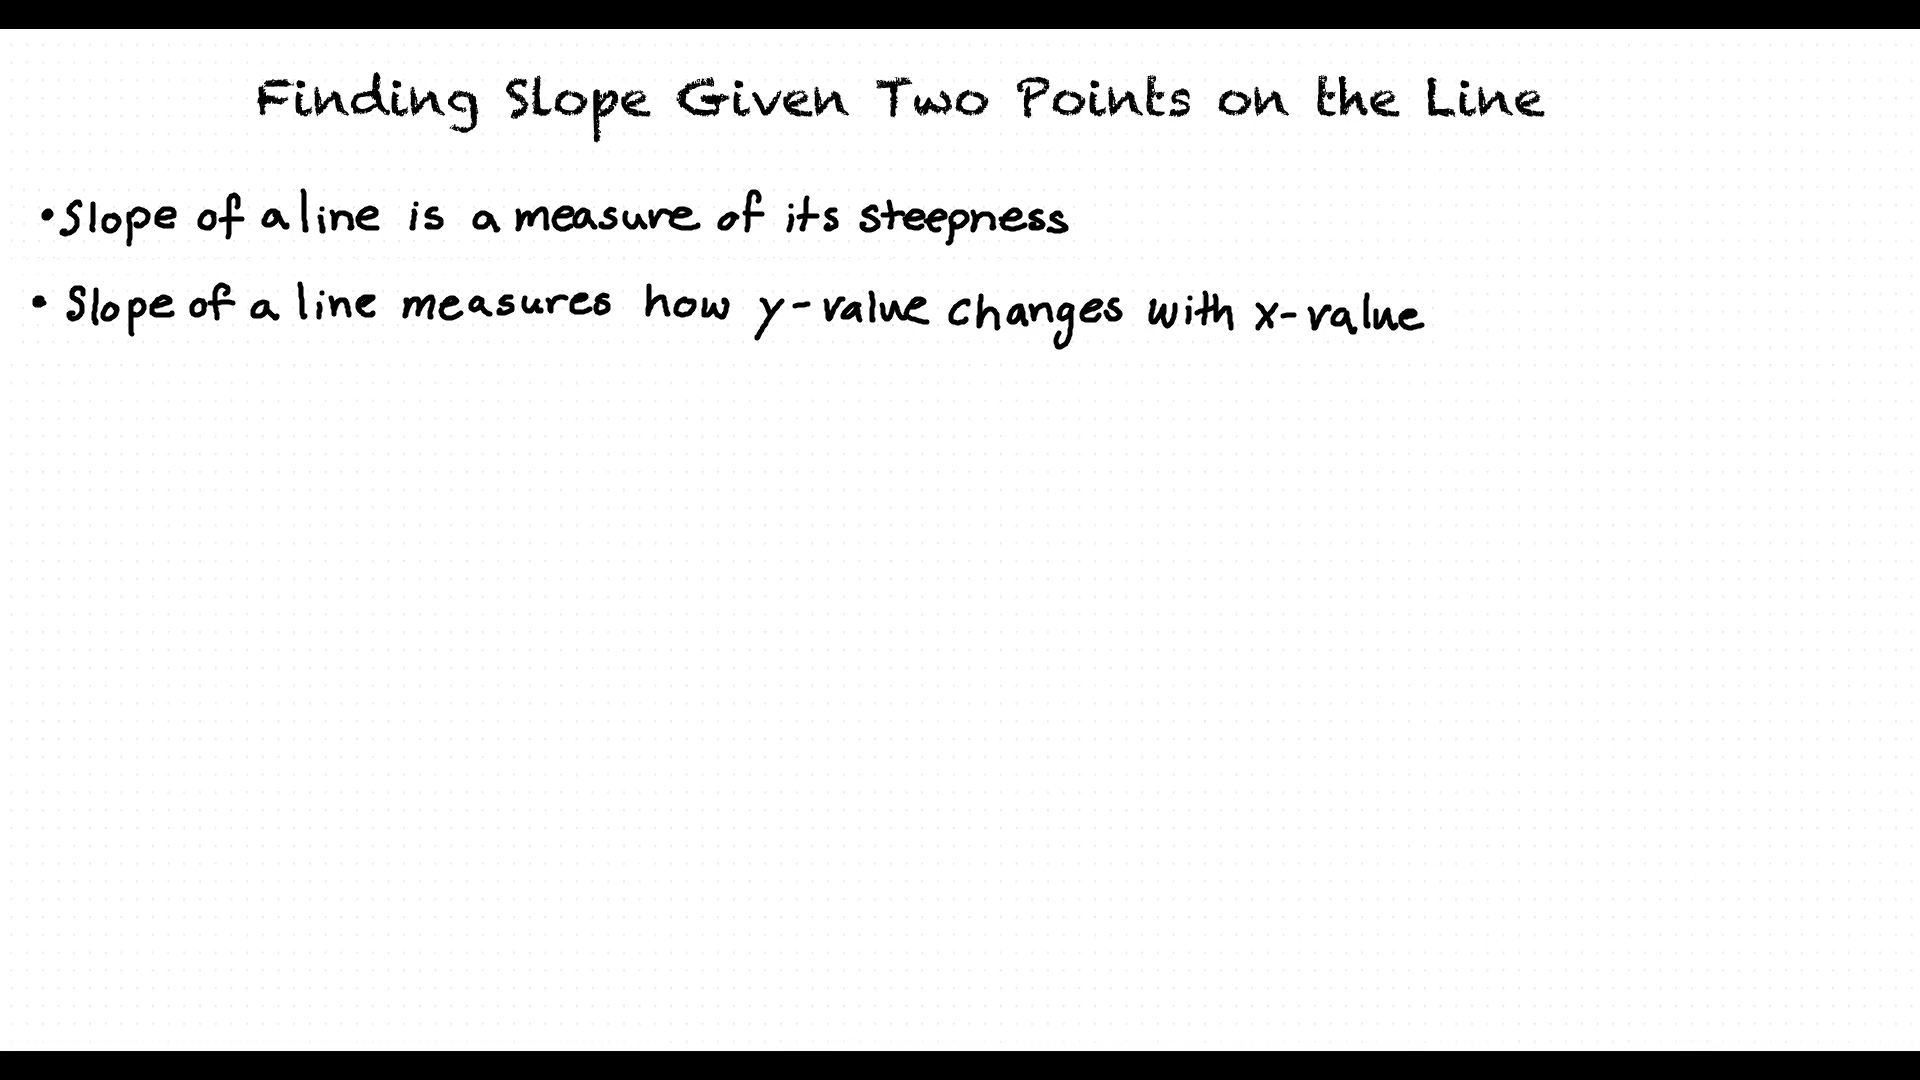 Finding Slope Given Two Points on the Line
• Slope of a line is a measure of its steepness
• Slope of a line measures how y-value changes with x-value